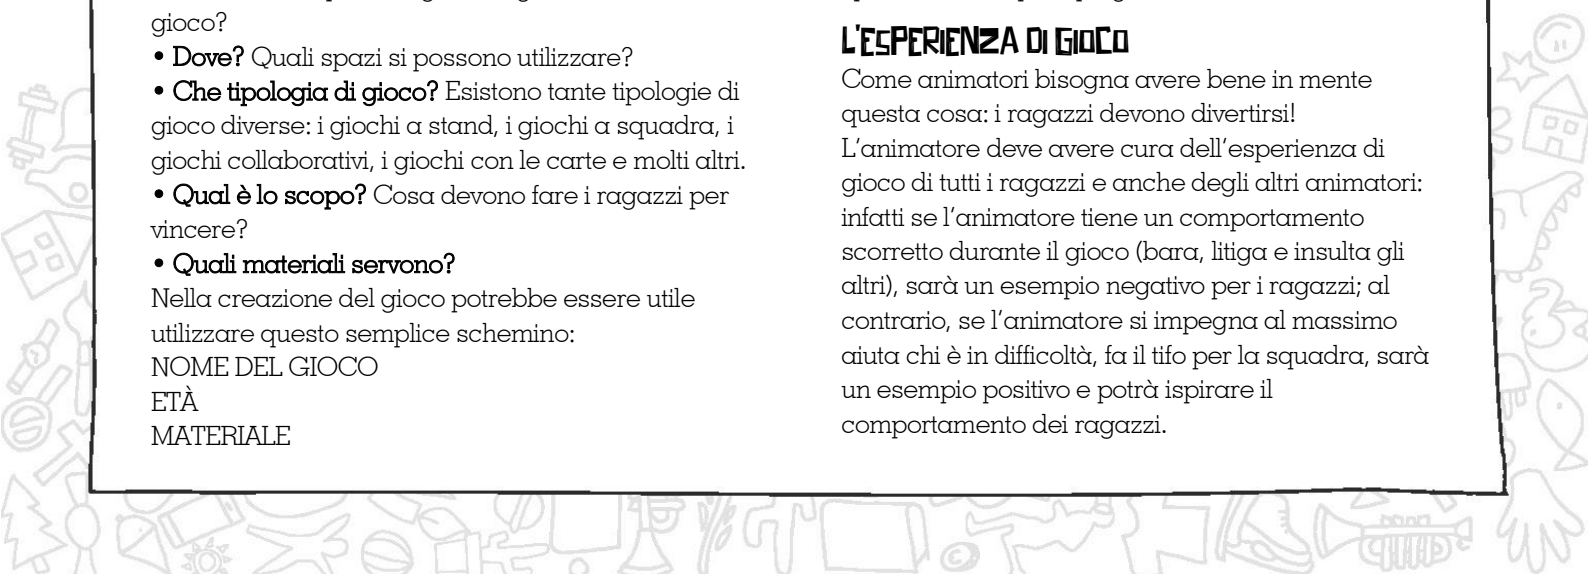 gioco?
• Dove? Quali spazi si possono utilizzare?
• Che tipologia di gioco? Esistono tante tipologie di
gioco diverse: i giochi a stand, i giochi a squadra, i
giochi collaborativi, i giochi con le carte e molti altri.
• Qual è lo scopo? Cosa devono fare i ragazzi per
vincere?
• Quali materiali servono?
Nella creazione del gioco potrebbe essere utile
utilizzare questo semplice schemino:
NOME DEL GIOCO
ETÀ
MATERIALE
L'ESPERIENZA DI GIOCO
Come animatori bisogna avere bene in mente
questa cosa: i ragazzi devono divertirsi!
L'animatore deve avere cura dell'esperienza di
gioco di tutti i ragazzi e anche degli altri animatori:
infatti se l'animatore tiene un comportamento
scorretto durante il gioco (bara, litiga e insulta gli
altri), sarà un esempio negativo per i ragazzi; al
contrario, se l'animatore si impegna al massimo
aiuta chi è in difficoltà, fa il tifo per la squadra, sarà
un esempio positivo e potrà ispirare il
comportamento dei ragazzi.